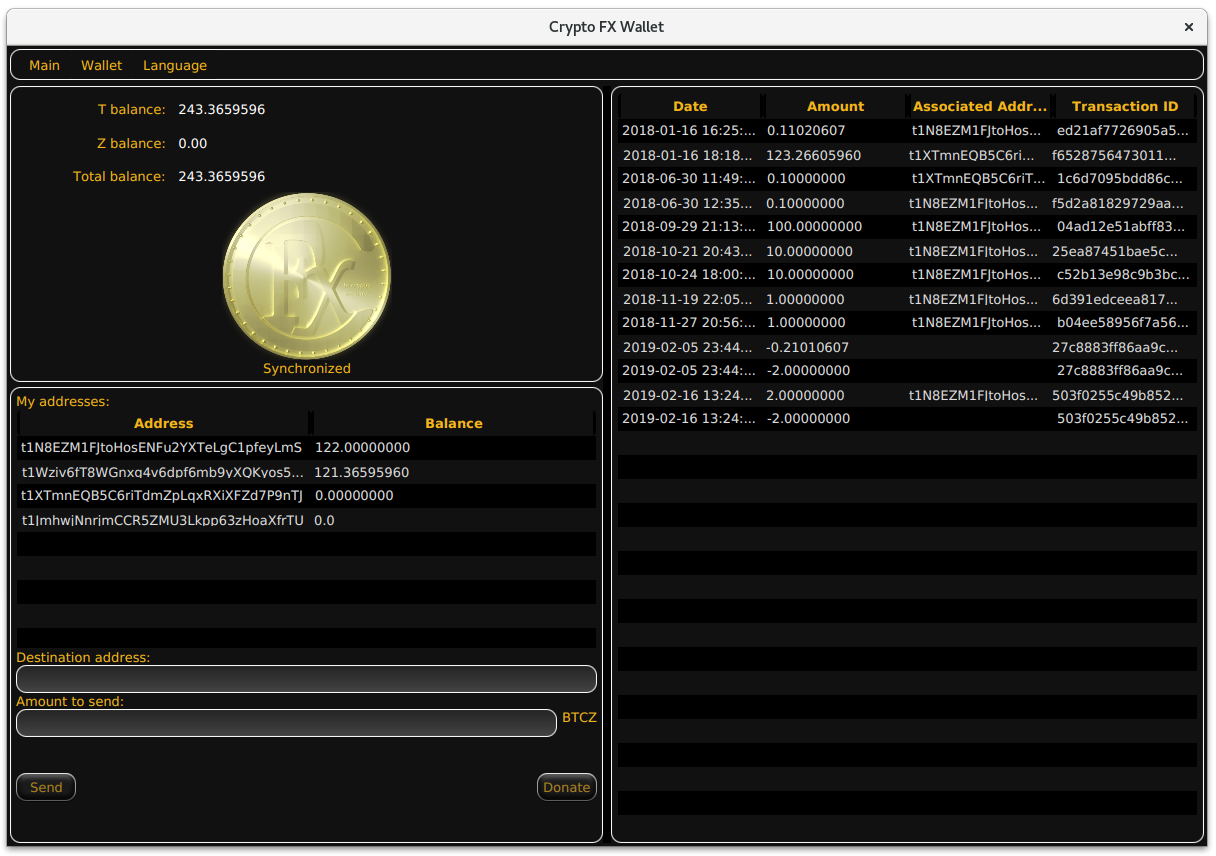 Crypto FX Wallet
Main Wallet Language
T balance: 243.3659596
Z balance: 0.00
Total balance: 243.3659596
Fx
Synchronized
My addresses:
Address Balance
t1N8EZM1FJtoHosENFu2YXTeLgC1pfeyLmS 122.00000000
t1Wziv6fT8WGnxq4v6dpf6mb9yXQKyos5... 121.36595960
t1XTmnEQB5C6riTdmZpLqxRXiXFZd7P9nTJ 0.00000000
t1JmhwjNnrjmCCR5ZMU3Lkpp63zHoaXfrTU 0.0
Destination address:
Amount to send:
BTCZ
Send Donate
Date Amount Associated Addr... Transaction ID
2018-01-16 16:25:... 0.11020607 t1N8EZM1FJtoHos... ed21af7726905a5...
2018-01-16 18:18... 123.26605960 t1XTmnEQB5C6ri... f6528756473011...
2018-06-30 11:49:... 0.10000000 t1XTmnEQB5C6riT... 1c6d7095bdd86c...
2018-06-30 12:35... 0.10000000 t1N8EZM1FJtoHos... f5d2a81829729aa...
2018-09-29 21:13:... 100.00000000 t1N8EZM1FJtoHos... 04ad12e51abff83...
2018-10-21 20:43... 10.00000000 t1N8EZM1FJtoHos... 25ea87451bae5c...
2018-10-24 18:00:... 10.00000000 t1N8EZM1FJtoHos... c52b13e98c9b3bc...
2018-11-19 22:05... 1.00000000 t1N8EZM1FJtoHos... 6d391edceea817...
2018-11-27 20:56:... 1.00000000 t1N8EZM1FJtoHos... b04ee58956f7a56...
2019-02-05 23:44... -0.21010607 27c8883ff86aa9c...
2019-02-05 23:44:... -2.00000000 27c8883ff86aa9c...
2019-02-16 13:24... 2.00000000 t1N8EZM1FJtoHos... 503f0255c49b852...
2019-02-16 13:24:... -2.00000000 503f0255c49b852...